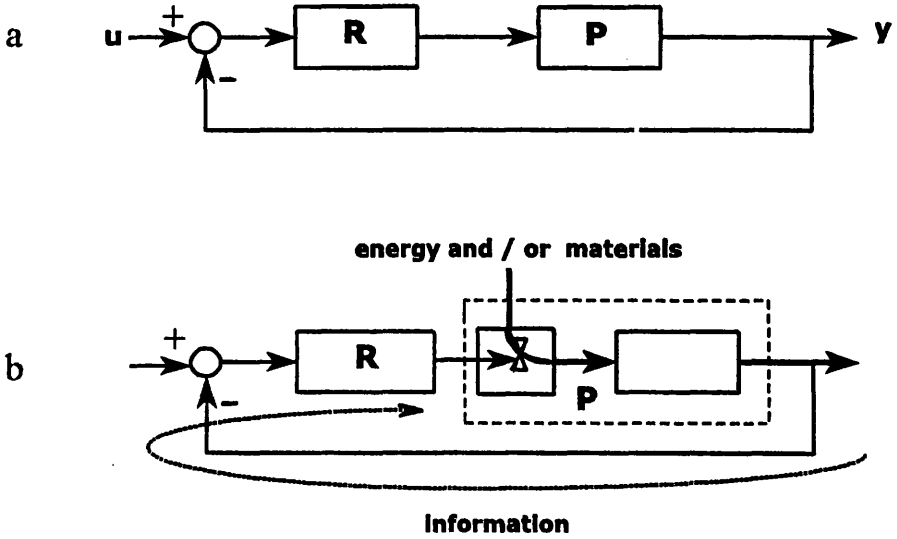 a
u
+
−
R
P
y
energy and / or materials
b
+
−
R
P
information